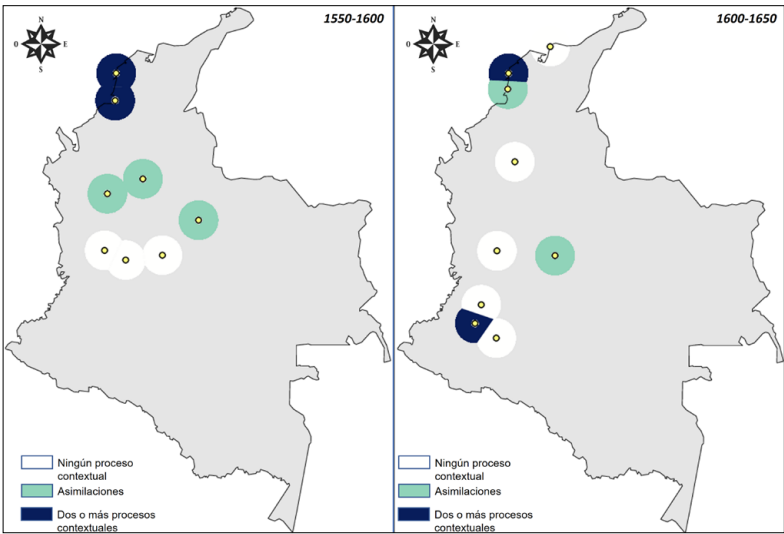 1550-1600
N
O E
S
Ningún proceso
contextual
Asimilaciones
Dos o más procesos
contextuales
1600-1650
N
O E
S
Ningún proceso
contextual
Asimilaciones
Dos o más procesos
contextuales